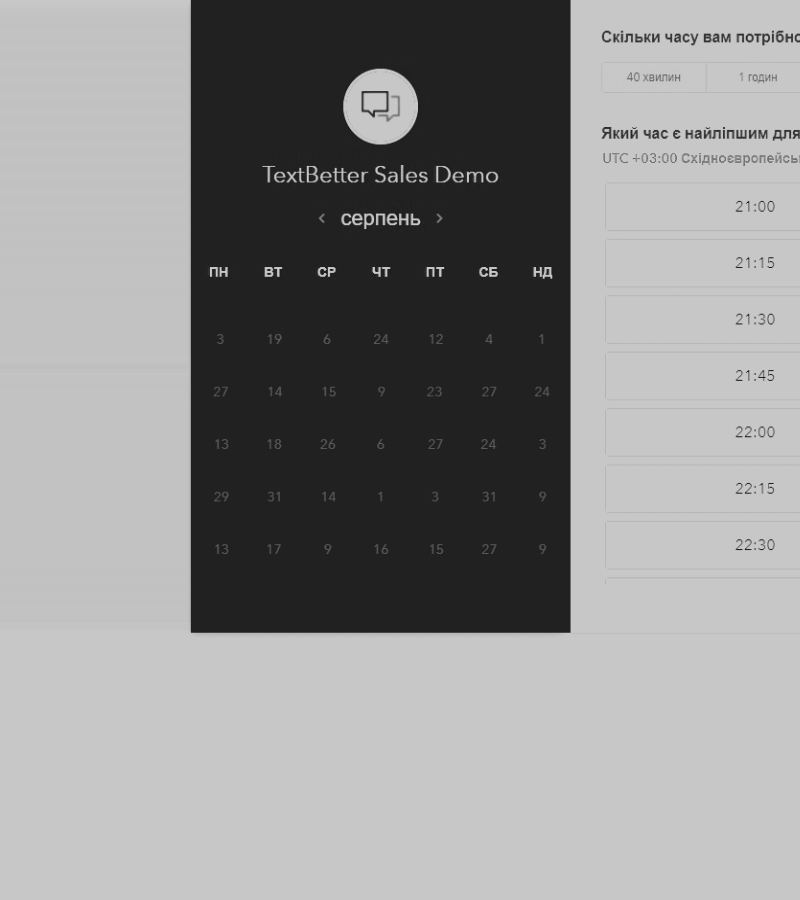 TextBetter Sales Demo
серпень
ПН ВТ СР ЧТ ПТ СБ НД
3 19 6 24 12 4 1
27 14 15 9 23 27 24
13 18 26 6 27 24 3
29 31 14 1 3 31 9
13 17 9 16 15 27 9
Скільки часу вам потрібно
40 хвилин 1 годин
Який час є найліпшим для
UTC +03:00 Східноєвропейсь
21:00
21:15
21:30
21:45
22:00
22:15
22:30